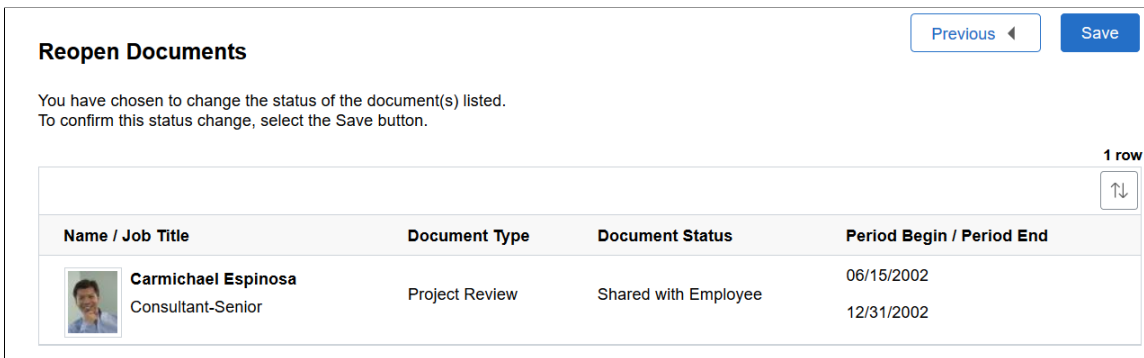 Previous
Save
Reopen Documents
You have chosen to change the status of the document(s) listed.
To confirm this status change, select the Save button.
1 row
Name / Job Title Document Type Document Status Period Begin / Period End
Carmichael Espinosa
Consultant-Senior
Project Review
Shared with Employee
06/15/2002
12/31/2002